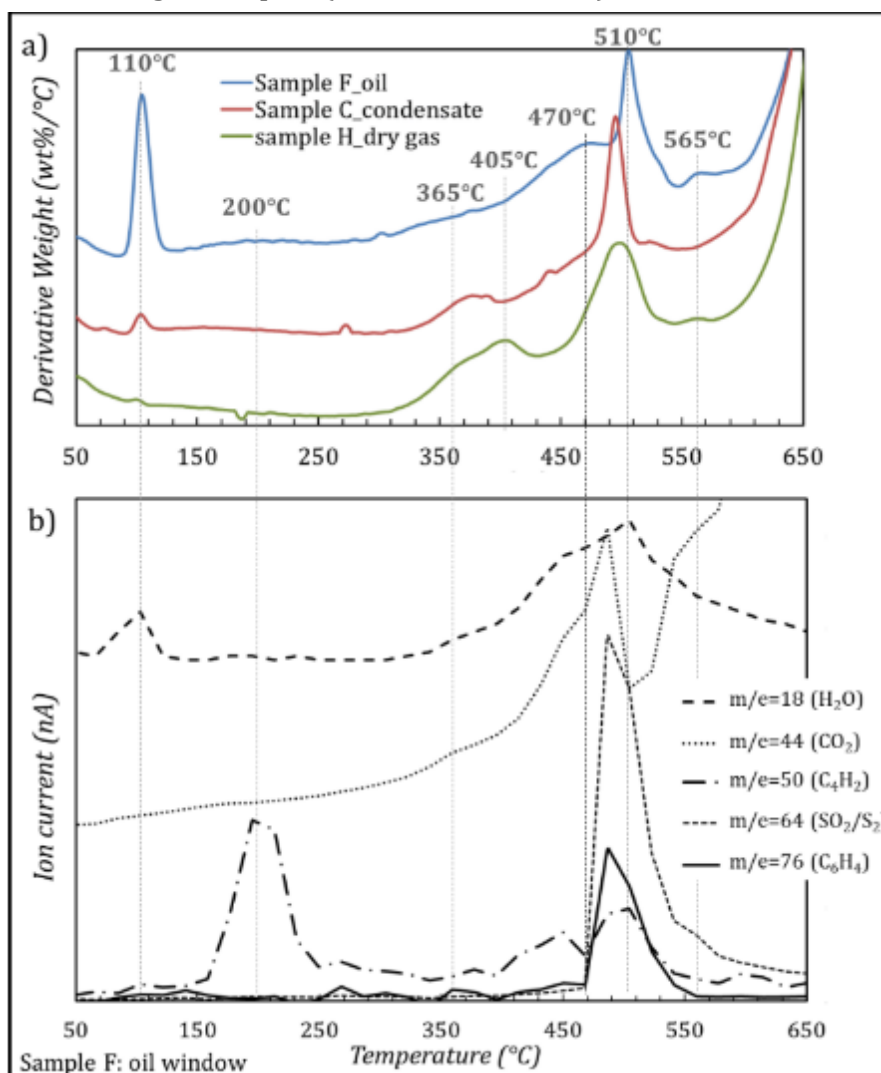 a)
110°C
510°C
Sample F_oil
Sample C_condensate
sample H_dry gas
470°C
405°C
565°C
365°C
200°C
Derivative Weight (wt%/°C)
50 150 250 350 450 550 650
b)
m/e=18 (H₂O)
m/e=44 (CO₂)
m/e=50 (C₄H₂)
m/e=64 (SO₂/S₂
m/e=76 (C₆H₄)
Ion current (nA)
50 150 250 350 450 550 650
Temperature (°C)
Sample F: oil window